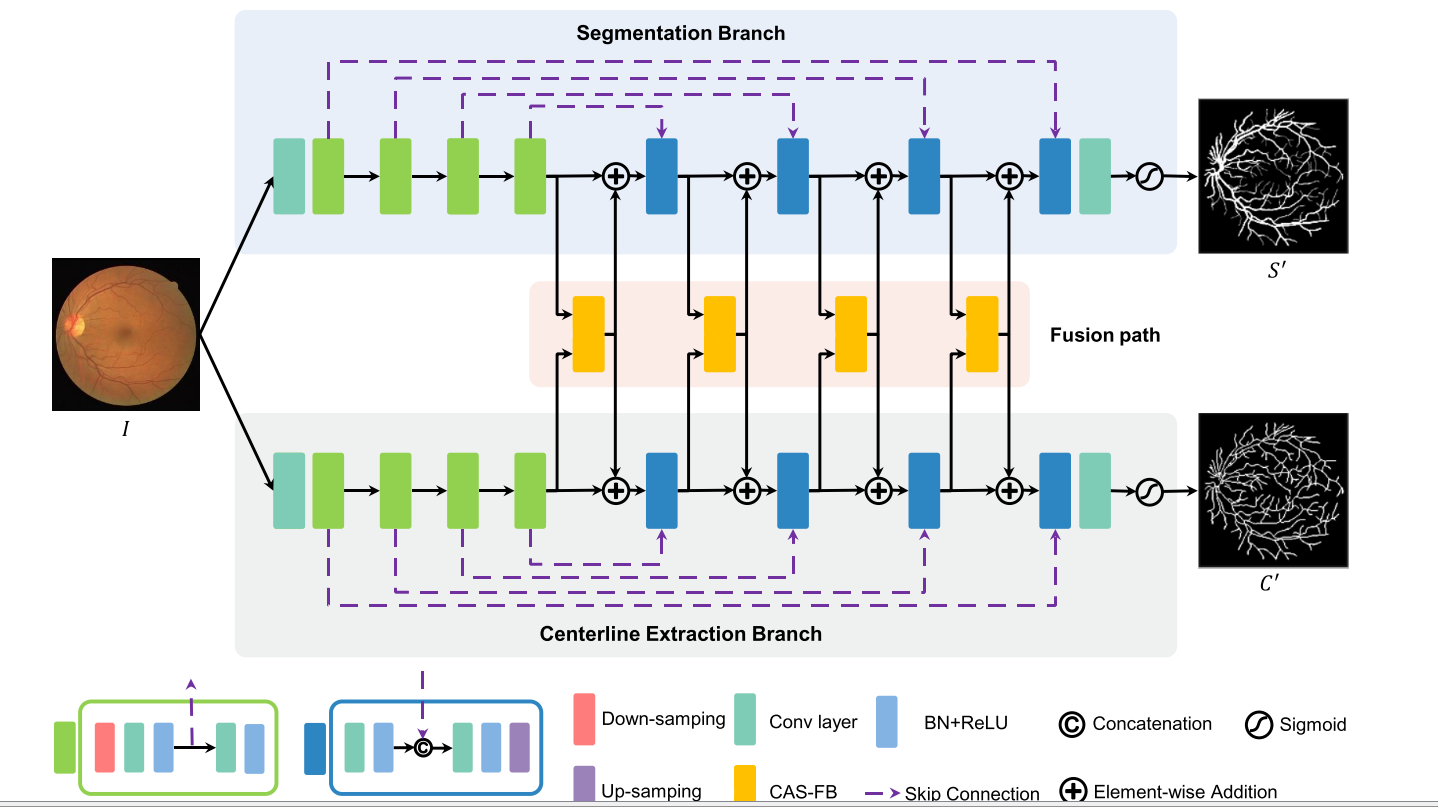 Segmentation Branch
S′
Fusion path
I
C′
Centerline Extraction Branch
Down-samping
Conv layer
BN+ReLU
© Concatenation
Sigmoid
C
Up-samping
CAS-FB
Skip Connection
Element-wise Addition